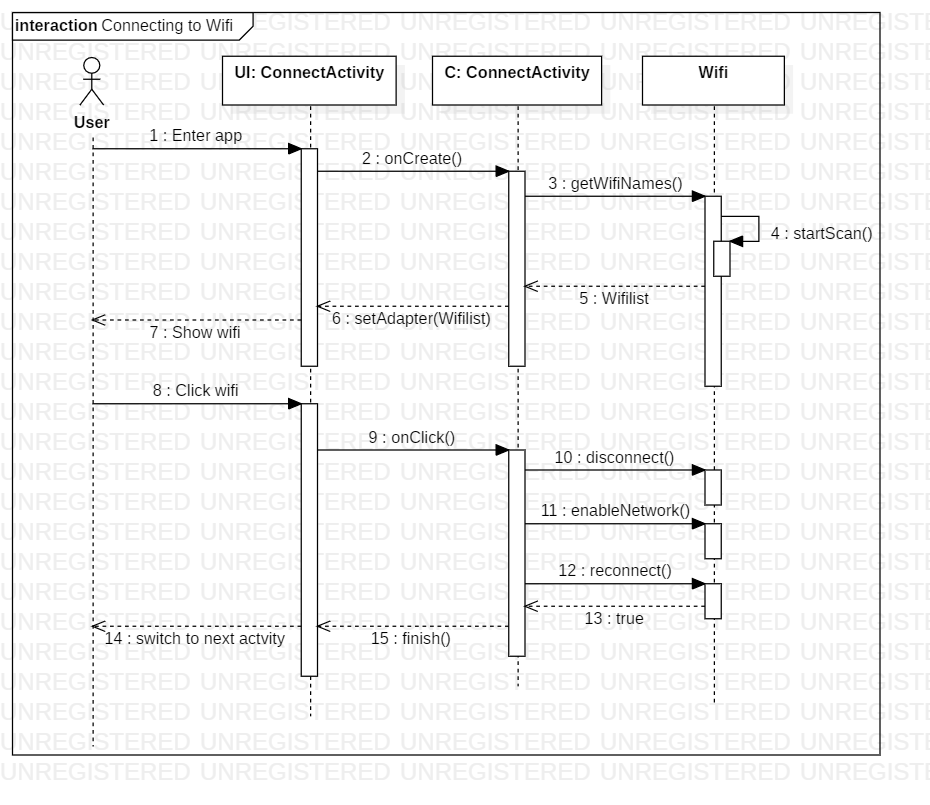 interaction Connecting to Wifi
User
UI: ConnectActivity
C: ConnectActivity
Wifi
1 : Enter app
2 : onCreate()
3 : getWifiNames()
4 : startScan()
5 : Wifilist
6 : setAdapter(Wifilist)
7 : Show wifi
8 : Click wifi
9 : onClick()
10 : disconnect()
11 : enableNetwork()
12 : reconnect()
13 : true
14 : switch to next actvity
15 : finish()
UNREGISTERED